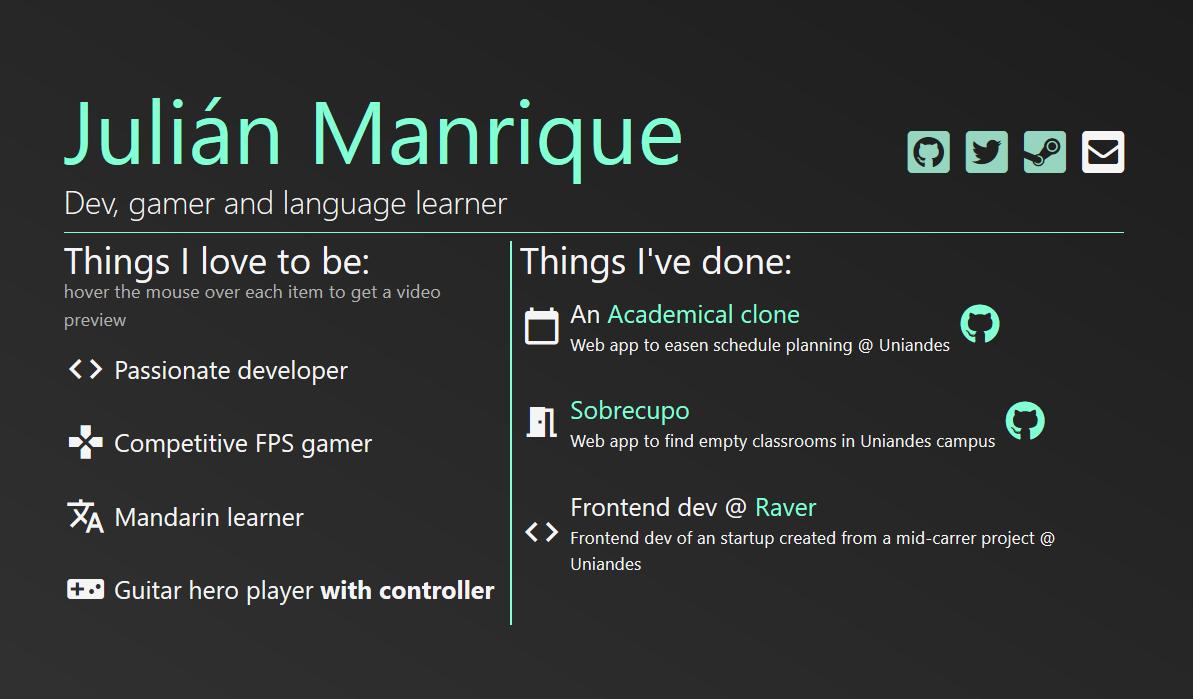 Julián Manrique
Dev, gamer and language learner
Things I love to be:
hover the mouse over each item to get a video
preview
Passionate developer
Competitive FPS gamer
Mandarin learner
Guitar hero player with controller
Things I've done:
An Academical clone
Web app to easen schedule planning @ Uniandes
Sobrecupo
Web app to find empty classrooms in Uniandes campus
Frontend dev @ Raver
Frontend dev of an startup created from a mid-carrer project @
Uniandes